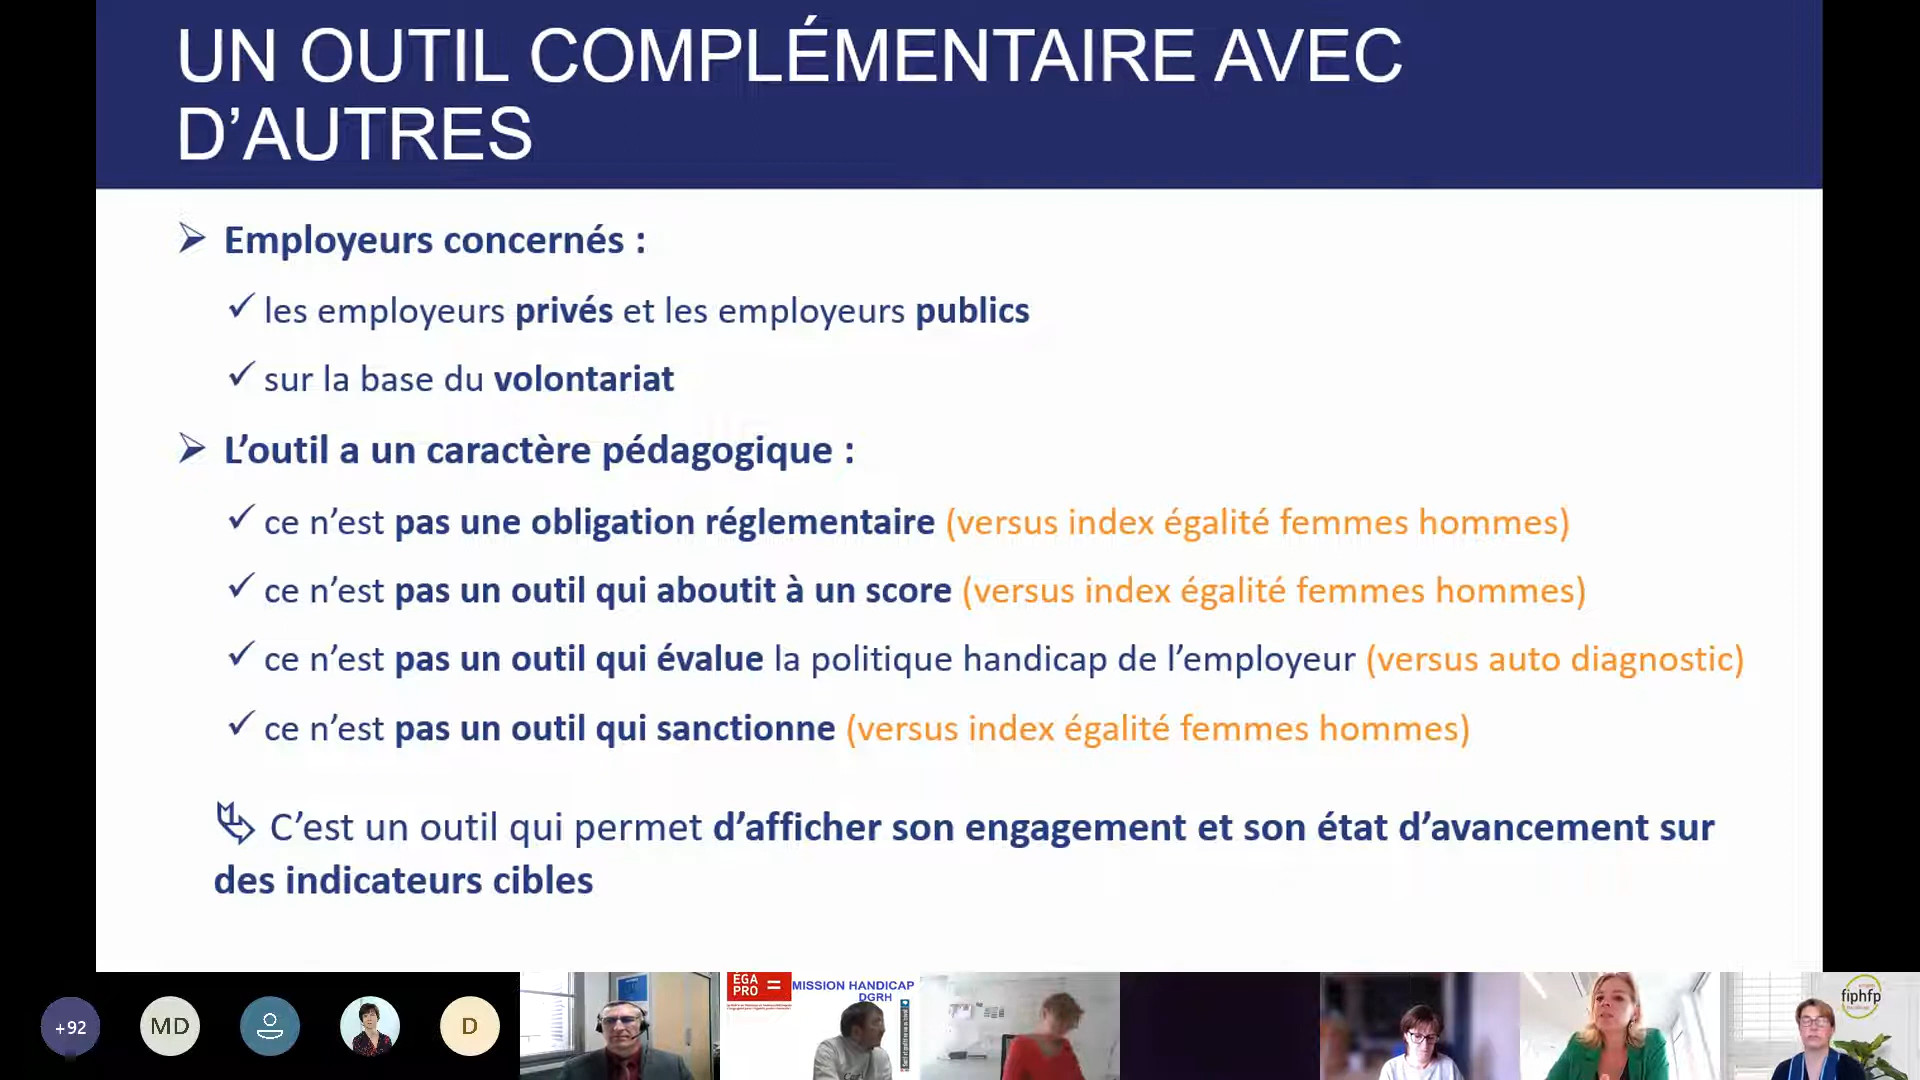 UN OUTIL COMPLÉMENTAIRE AVEC
D’AUTRES
Employeurs concernés :
les employeurs privés et les employeurs publics
sur la base du volontariat
L’outil a un caractère pédagogique :
ce n’est pas une obligation réglementaire (versus index égalité femmes hommes)
ce n’est pas un outil qui aboutit à un score (versus index égalité femmes hommes)
ce n’est pas un outil qui évalue la politique handicap de l’employeur (versus auto diagnostic)
ce n’est pas un outil qui sanctionne (versus index égalité femmes hommes)
C’est un outil qui permet d’afficher son engagement et son état d’avancement sur
des indicateurs cibles
+92
MD
D
ÉGA
PRO =
MISSION HANDICAP
DGRH
fiphfp